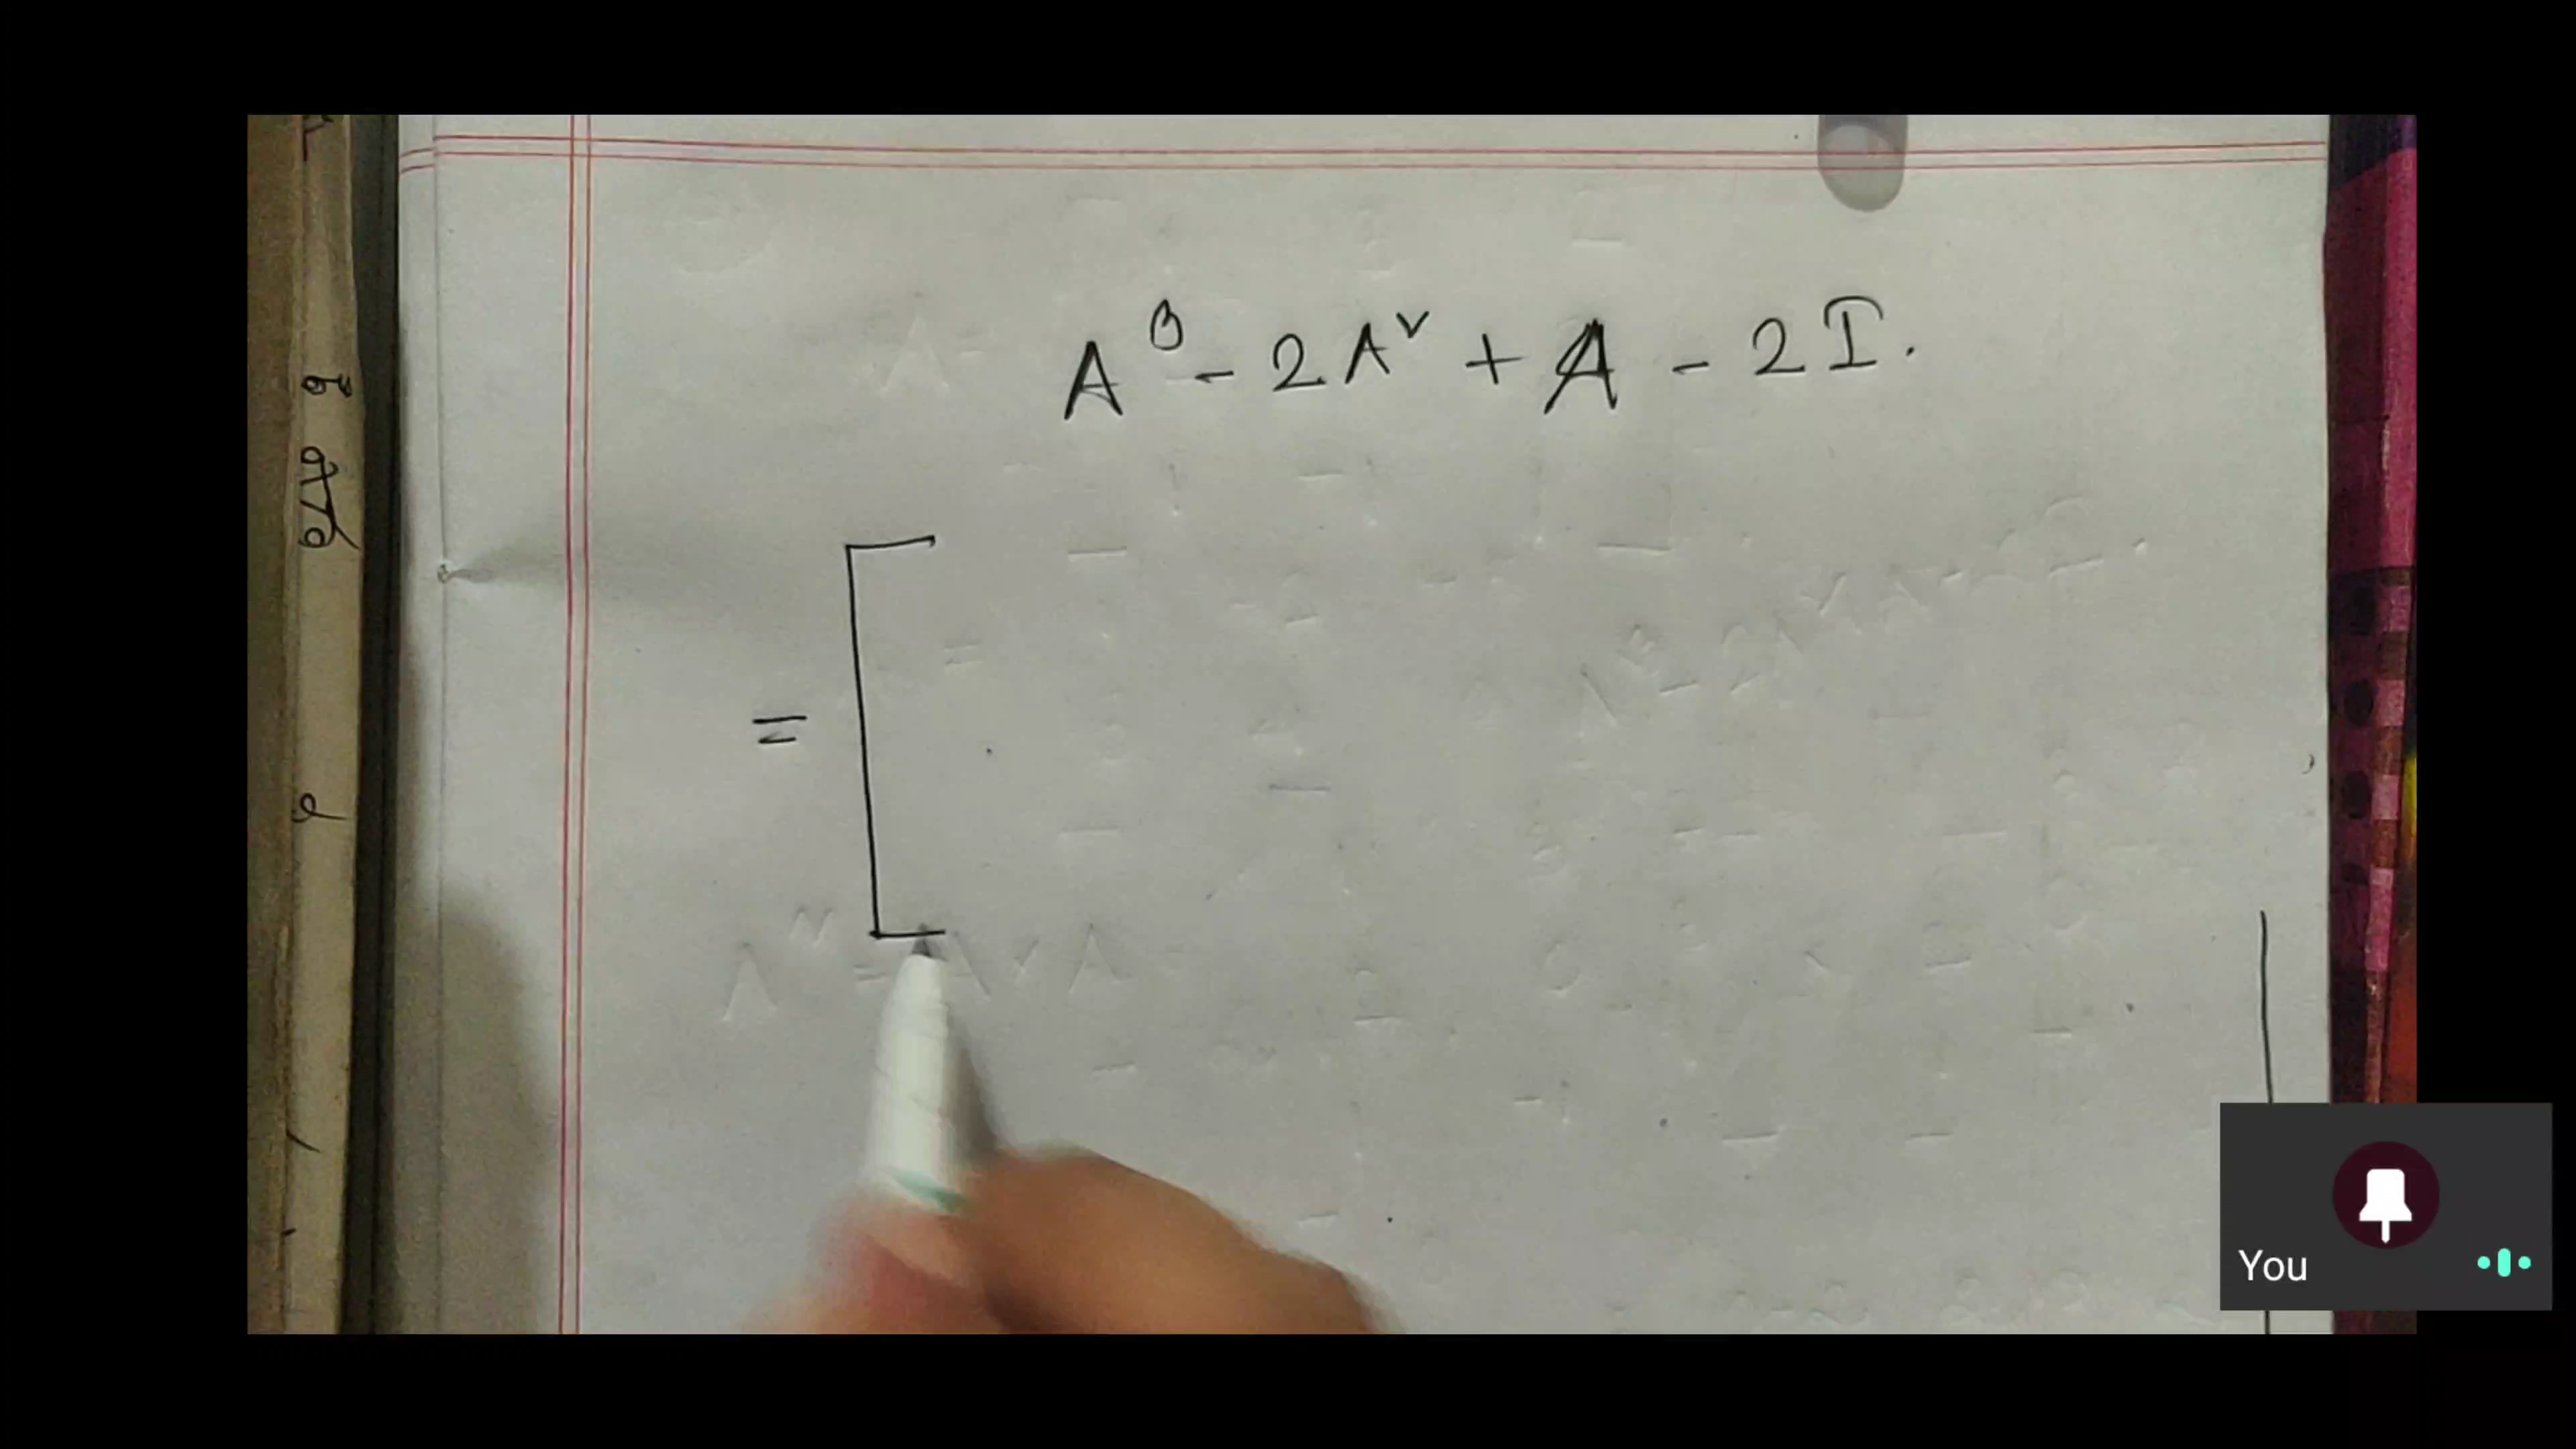 A³ - 2A² + A - 2I.
= [
You